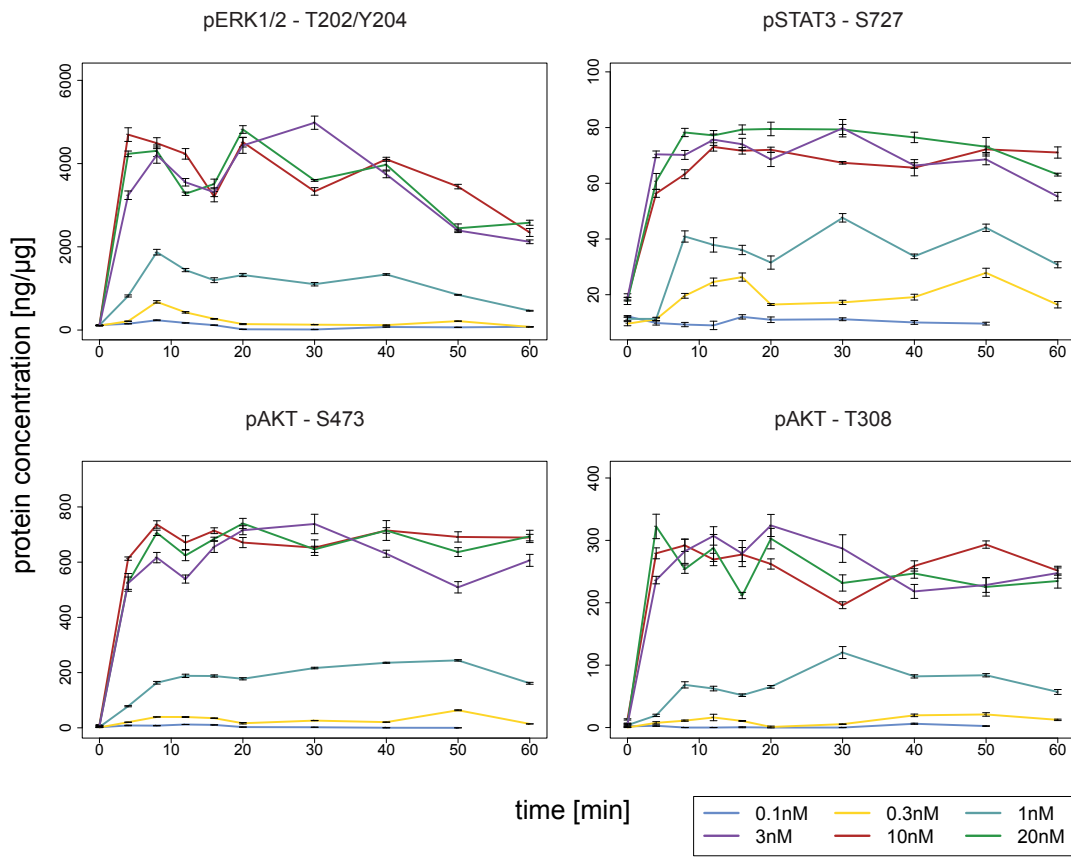 pERK1/2 - T202/Y204
pSTAT3 - S727
6000
4000
2000
0
0 10 20 30 40 50 60
100
80
60
40
20
0 10 20 30 40 50 60
pAKT - S473
pAKT - T308
800
600
400
200
0
0 10 20 30 40 50 60
400
300
200
100
0
0 10 20 30 40 50 60
protein concentration [ng/µg]
time [min]
0.1nM 0.3nM 1nM
3nM 10nM 20nM